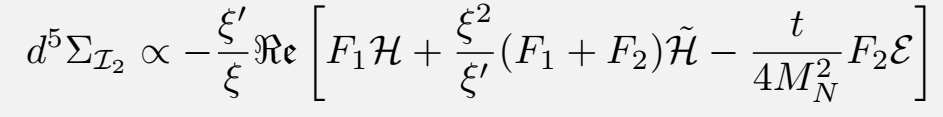 $d^5\Sigma_{\mathcal{I}_2} \propto -\frac{\xi'}{\xi} \mathfrak{Re} \left[ F_1 \mathcal{H} + \frac{\xi^2}{\xi'} (F_1 + F_2) \tilde{\mathcal{H}} - \frac{t}{4M_N^2} F_2 \mathcal{E} \right]$